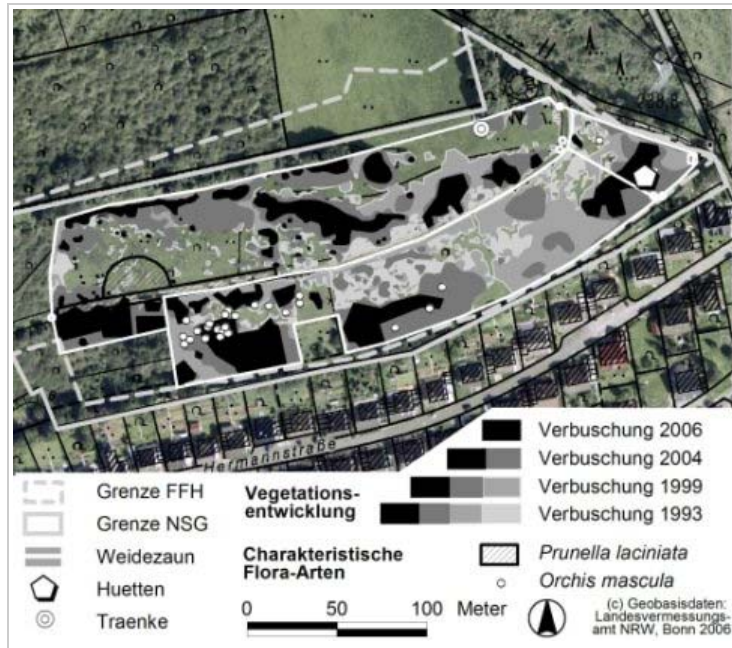 Hermannstraße
Verbuschung 2006
Verbuschung 2004
Verbuschung 1999
Verbuschung 1993
Vegetations-
entwicklung
Grenze FFH
Grenze NSG
Weidezaun
Huetten
Traenke
Charakteristische
Flora-Arten
Prunella laciniata
Orchis mascula
0 50 100 Meter
(c) Geobasisdaten:
Landesvermessungs-
amt NRW, Bonn 2006